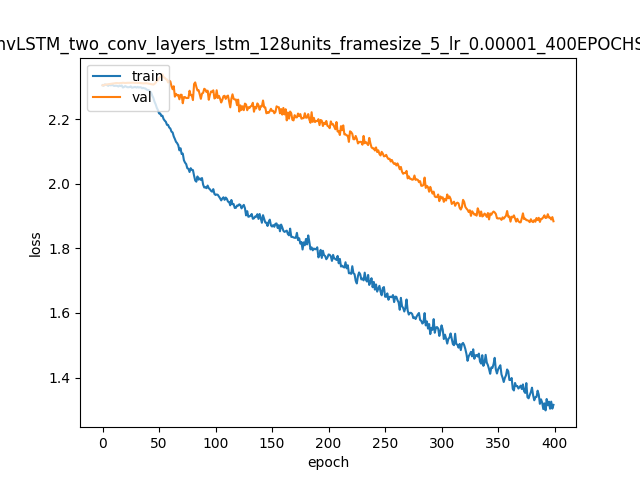 nvLSTM_two_conv_layers_lstm_128units_framesize_5_lr_0.00001_400EPOCHS
train
val
loss
2.2
2.0
1.8
1.6
1.4
0 50 100 150 200 250 300 350 400
epoch